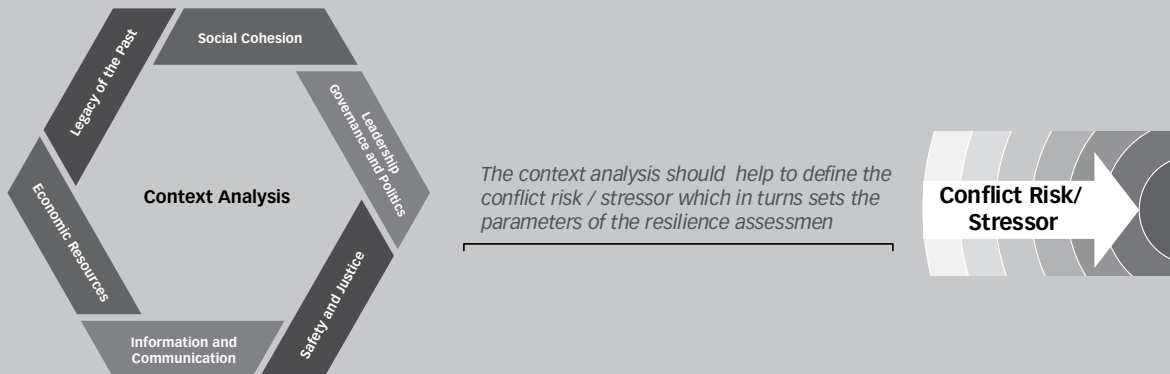 Social Cohesion
Legacy of the Past
Leadership
Governance and Politics
Economic Resources
Context Analysis
Safety and Justice
Information and
Communication
The context analysis should help to define the
conflict risk / stressor which in turns sets the
parameters of the resilience assessmen
Conflict Risk/
Stressor